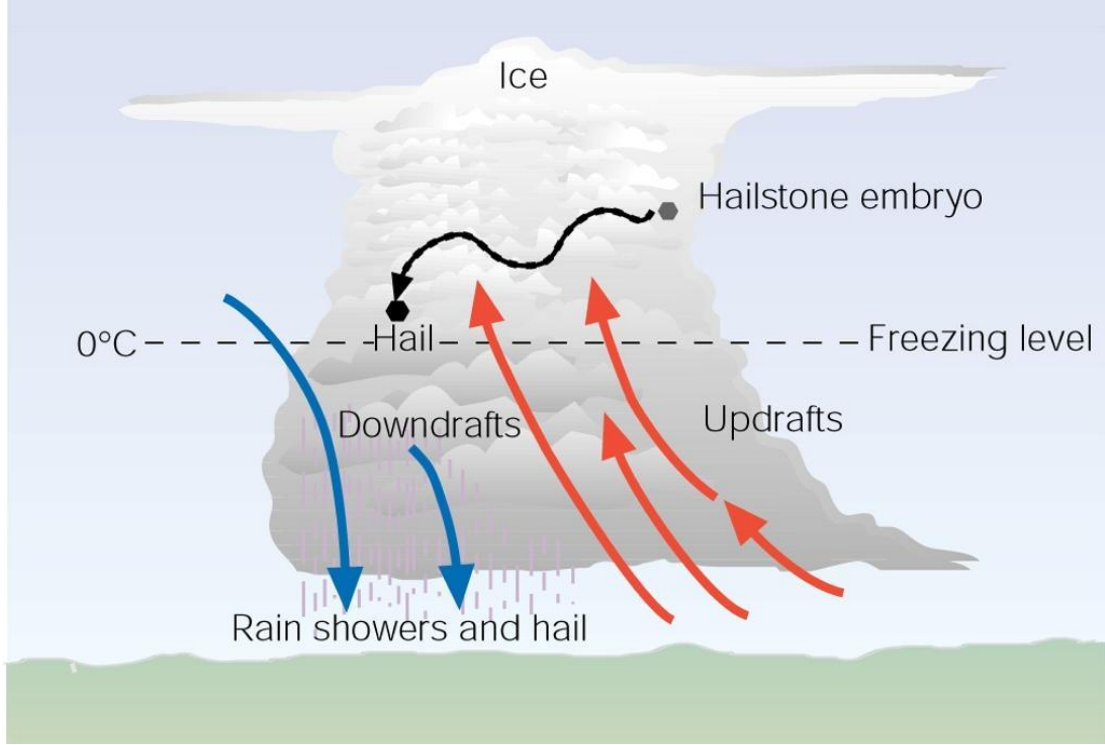 Ice
Hailstone embryo
0°C
Hail
Freezing level
Downdrafts
Updrafts
Rain showers and hail